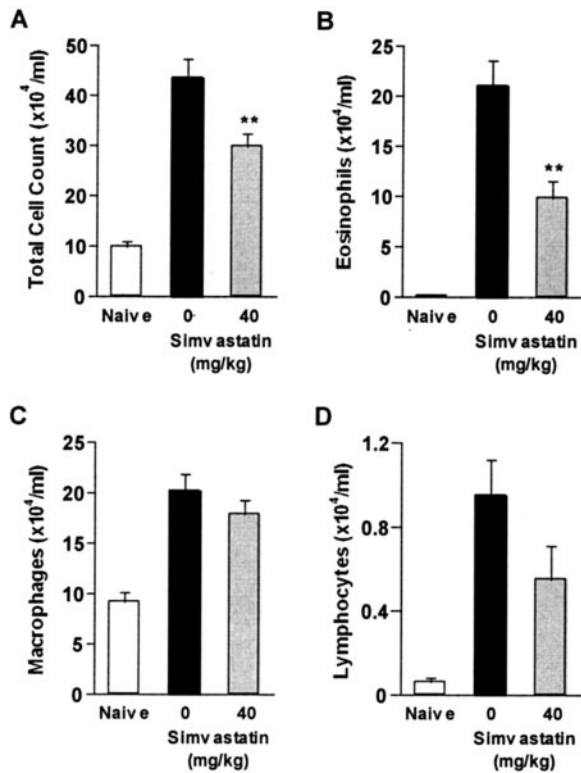 A
Total Cell Count (x10⁴/ml)
50
40
30
20
10
0
**
Naive
0
40
Simvastatin
(mg/kg)
B
Eosinophils (x10⁴/ml)
25
20
15
10
5
0
**
Naive
0
40
Simvastatin
(mg/kg)
C
Macrophages (x10⁴/ml)
25
20
15
10
5
0
Naive
0
40
Simvastatin
(mg/kg)
D
Lymphocytes (x10⁴/ml)
1.2
0.8
0.4
0
Naive
0
40
Simvastatin
(mg/kg)